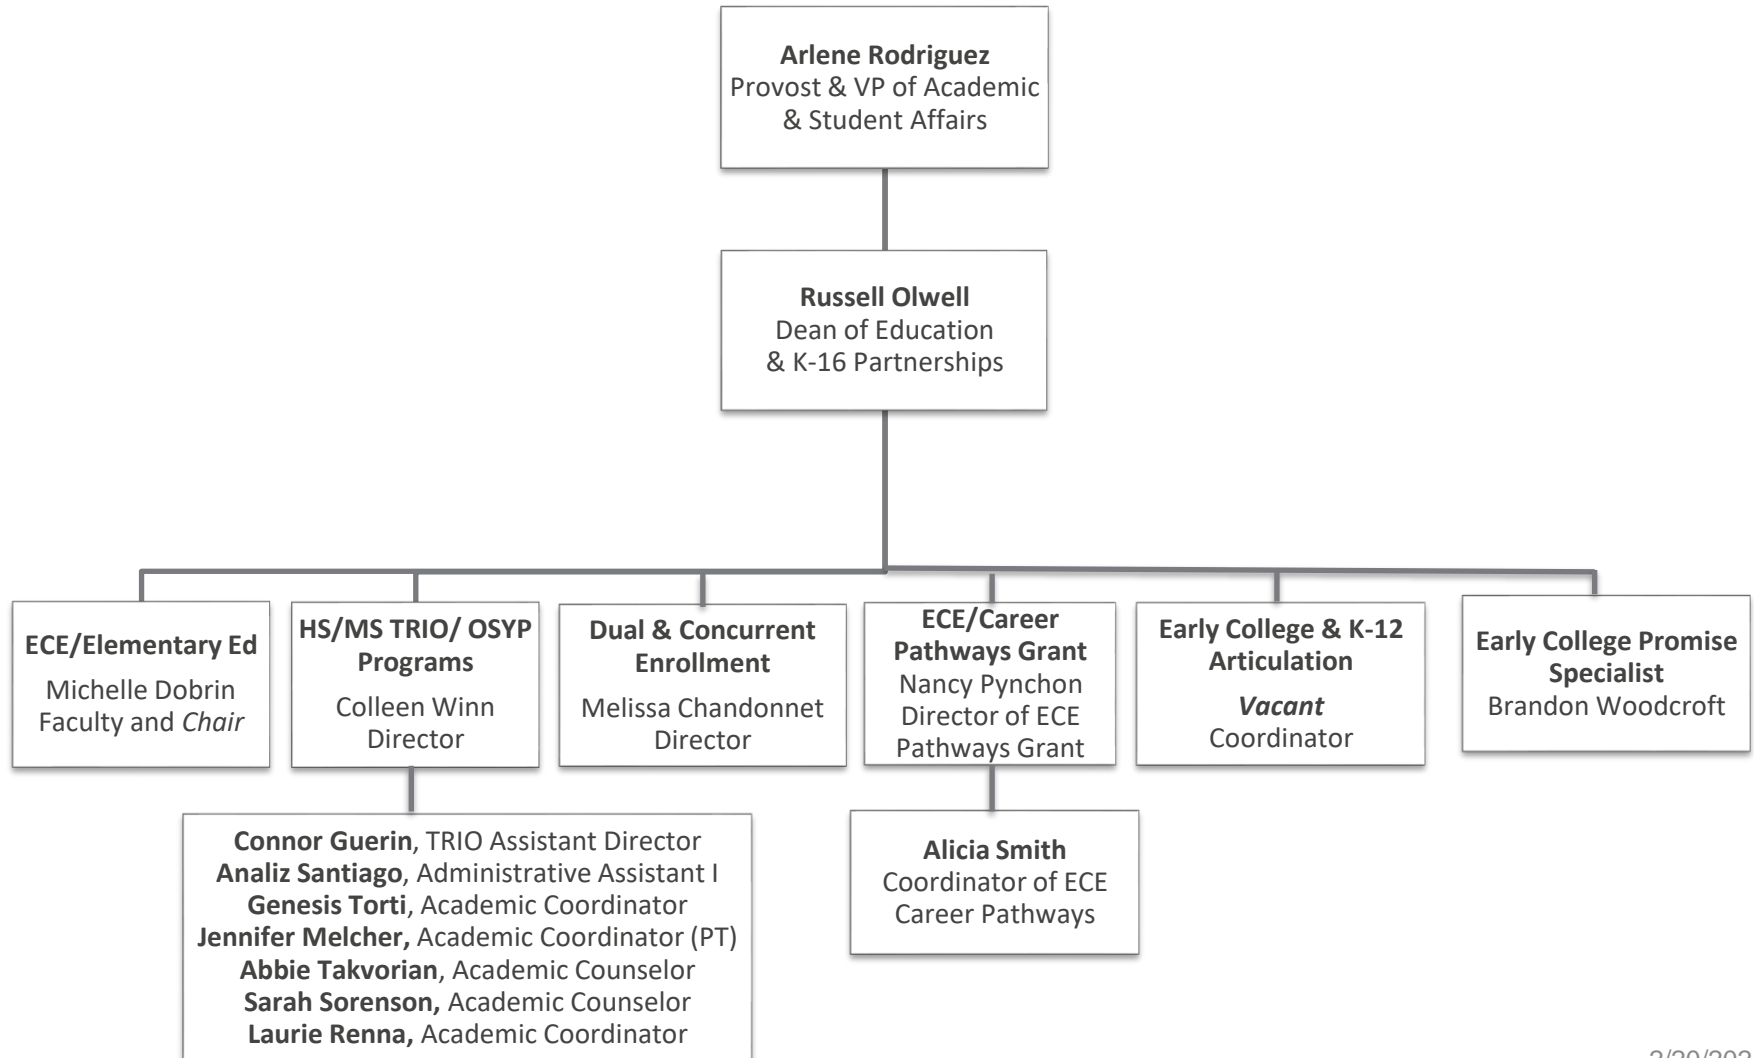 Arlene Rodriguez
Provost & VP of Academic
& Student Affairs
Russell Olwell
Dean of Education
& K-16 Partnerships
ECE/Elementary Ed
Michelle Dobrin
Faculty and Chair
HS/MS TRIO/ OSYP
Programs
Colleen Winn
Director
Dual & Concurrent
Enrollment
Melissa Chandonnet
Director
ECE/Career
Pathways Grant
Nancy Pynchon
Director of ECE
Pathways Grant
Early College & K-12
Articulation
Vacant
Coordinator
Early College Promise
Specialist
Brandon Woodcroft
Connor Guerin, TRIO Assistant Director
Analiz Santiago, Administrative Assistant I
Genesis Torti, Academic Coordinator
Jennifer Melcher, Academic Coordinator (PT)
Abbie Takvorian, Academic Counselor
Sarah Sorenson, Academic Counselor
Laurie Renna, Academic Coordinator
Alicia Smith
Coordinator of ECE
Career Pathways